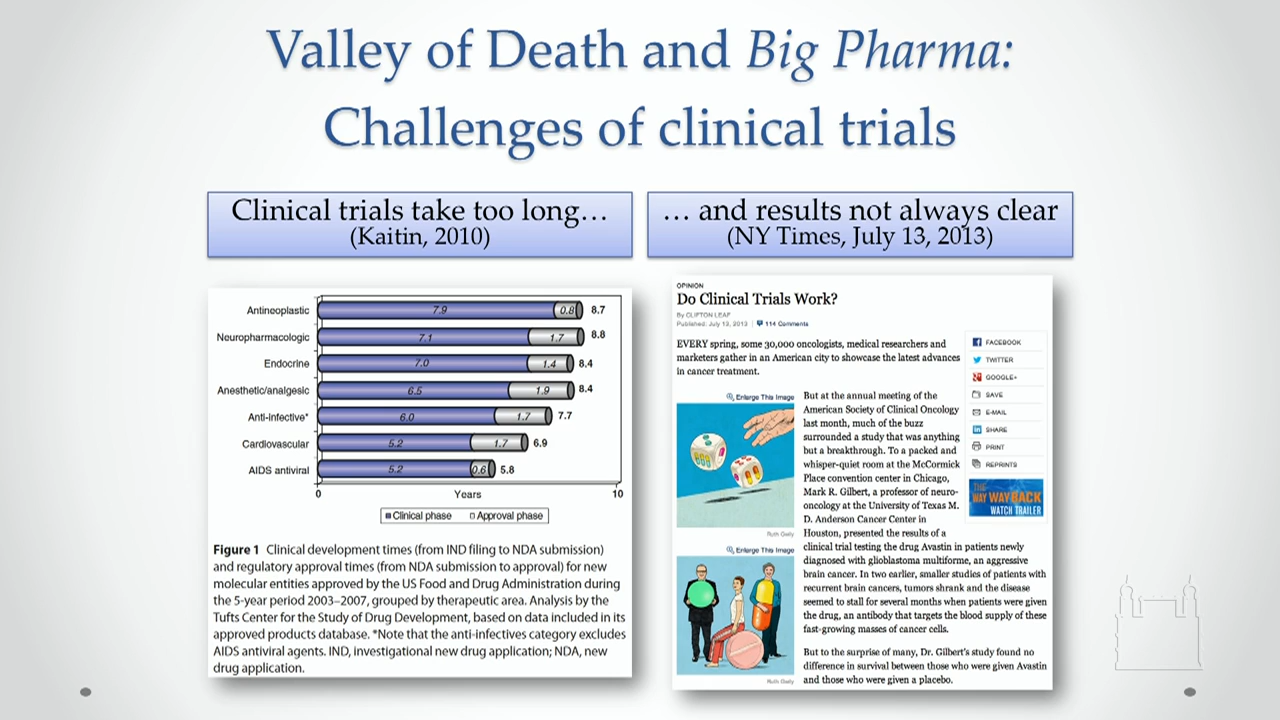 Valley of Death and Big Pharma:
Challenges of clinical trials
Clinical trials take too long…
(Kaitin, 2010)
… and results not always clear
(NY Times, July 13, 2013)
Antineoplastic 7.9 0.8 8.7
Neuropharmacologic 7.1 1.7 8.8
Endocrine 7.0 1.4 8.4
Anesthetic/analgesic 6.5 1.9 8.4
Anti-infective* 6.0 1.7 7.7
Cardiovascular 5.2 1.7 6.9
AIDS antiviral 5.2 0.6 5.8
0 Years 10
Clinical phase Approval phase
Figure 1 Clinical development times (from IND filing to NDA submission)
and regulatory approval times (from NDA submission to approval) for new
molecular entities approved by the US Food and Drug Administration during
the 5-year period 2003–2007, grouped by therapeutic area. Analysis by the
Tufts Center for the Study of Drug Development, based on data included in its
approved products database. *Note that the anti-infectives category excludes
AIDS antiviral agents. IND, investigational new drug application; NDA, new
drug application.
OPINION
Do Clinical Trials Work?
By CLIFTON LEAF
Published: July 13, 2013 114 Comments
EVERY spring, some 30,000 oncologists, medical researchers and
marketers gather in an American city to showcase the latest advances
in cancer treatment.
FACEBOOK
TWITTER
GOOGLE+
SAVE
E-MAIL
SHARE
PRINT
REPRINTS
THE
WAY WAY BACK
WATCH TRAILER
Enlarge This Image
Ruth Gwily
Enlarge This Image
Ruth Gwily
But at the annual meeting of the
American Society of Clinical Oncology
last month, much of the buzz
surrounded a study that was anything
but a breakthrough. To a packed and
whisper-quiet room at the McCormick
Place convention center in Chicago,
Mark R. Gilbert, a professor of neuro-
oncology at the University of Texas M.
D. Anderson Cancer Center in
Houston, presented the results of a
clinical trial testing the drug Avastin in patients newly
diagnosed with glioblastoma multiforme, an aggressive
brain cancer. In two earlier, smaller studies of patients with
recurrent brain cancers, tumors shrank and the disease
seemed to stall for several months when patients were given
the drug, an antibody that targets the blood supply of these
fast-growing masses of cancer cells.
But to the surprise of many, Dr. Gilbert's study found no
difference in survival between those who were given Avastin
and those who were given a placebo.